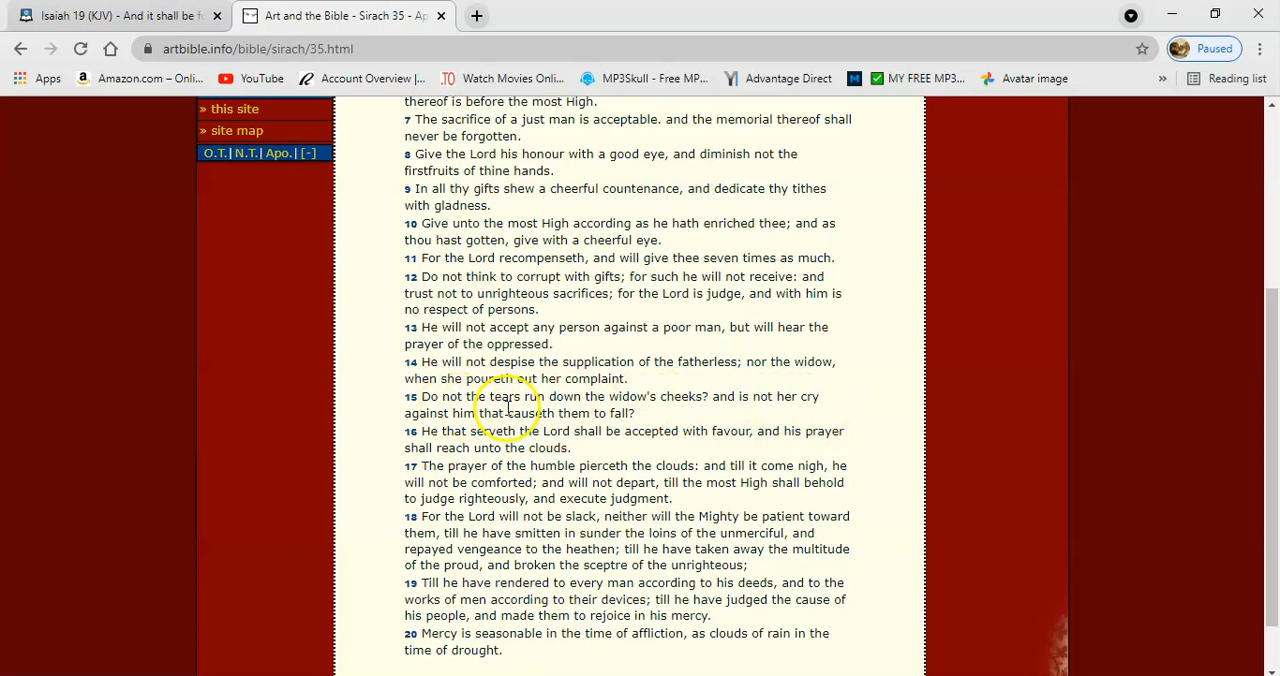 Isaiah 19 (KJV) - And it shall be fo
Art and the Bible - Sirach 35 - Ap
artbible.info/bible/sirach/35.html
Paused
Apps
Amazon.com – Onli...
YouTube
Account Overview |...
Watch Movies Onli...
MP3Skull - Free MP...
Advantage Direct
MY FREE MP3...
Avatar image
»
Reading list
» this site
» site map
O.T.| N.T.| Apo.| [-]
thereof is before the most High.
7 The sacrifice of a just man is acceptable. and the memorial thereof shall
never be forgotten.
8 Give the Lord his honour with a good eye, and diminish not the
firstfruits of thine hands.
9 In all thy gifts shew a cheerful countenance, and dedicate thy tithes
with gladness.
10 Give unto the most High according as he hath enriched thee; and as
thou hast gotten, give with a cheerful eye.
11 For the Lord recompenseth, and will give thee seven times as much.
12 Do not think to corrupt with gifts; for such he will not receive: and
trust not to unrighteous sacrifices; for the Lord is judge, and with him is
no respect of persons.
13 He will not accept any person against a poor man, but will hear the
prayer of the oppressed.
14 He will not despise the supplication of the fatherless; nor the widow,
when she poureth out her complaint.
15 Do not the tears run down the widow's cheeks? and is not her cry
against him that causeth them to fall?
16 He that serveth the Lord shall be accepted with favour, and his prayer
shall reach unto the clouds.
17 The prayer of the humble pierceth the clouds: and till it come nigh, he
will not be comforted; and will not depart, till the most High shall behold
to judge righteously, and execute judgment.
18 For the Lord will not be slack, neither will the Mighty be patient toward
them, till he have smitten in sunder the loins of the unmerciful, and
repayed vengeance to the heathen; till he have taken away the multitude
of the proud, and broken the sceptre of the unrighteous;
19 Till he have rendered to every man according to his deeds, and to the
works of men according to their devices; till he have judged the cause of
his people, and made them to rejoice in his mercy.
20 Mercy is seasonable in the time of affliction, as clouds of rain in the
time of drought.